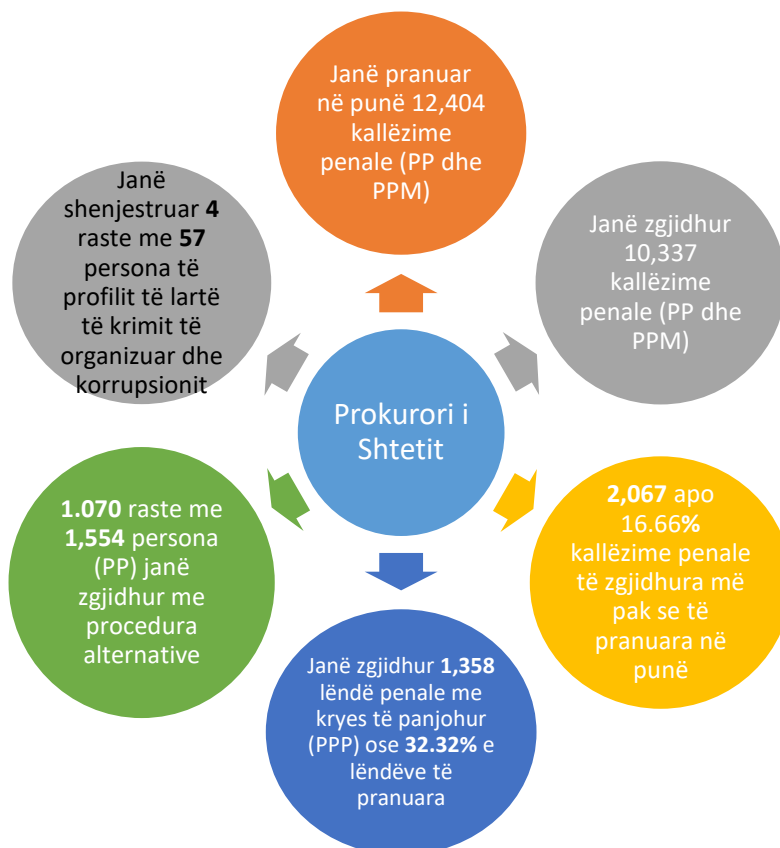 Janë pranuar
në punë 12,404
kallëzime
penale (PP dhe
PPM)
Janë
shenjestruar 4
raste me 57
persona të
profilit të lartë
të krimit të
organizuar dhe
korrupsionit
Janë zgjidhur
10,337
kallëzime
penale (PP dhe
PPM)
Prokurori i
Shtetit
1.070 raste me
1,554 persona
(PP) janë
zgjidhur me
procedura
alternative
2,067 apo
16.66%
kallëzime penale
të zgjidhura më
pak se të
pranuara në
punë
Janë zgjidhur 1,358
lëndë penale me
kryes të panjohur
(PPP) ose 32.32% e
lëndëve të
pranuara